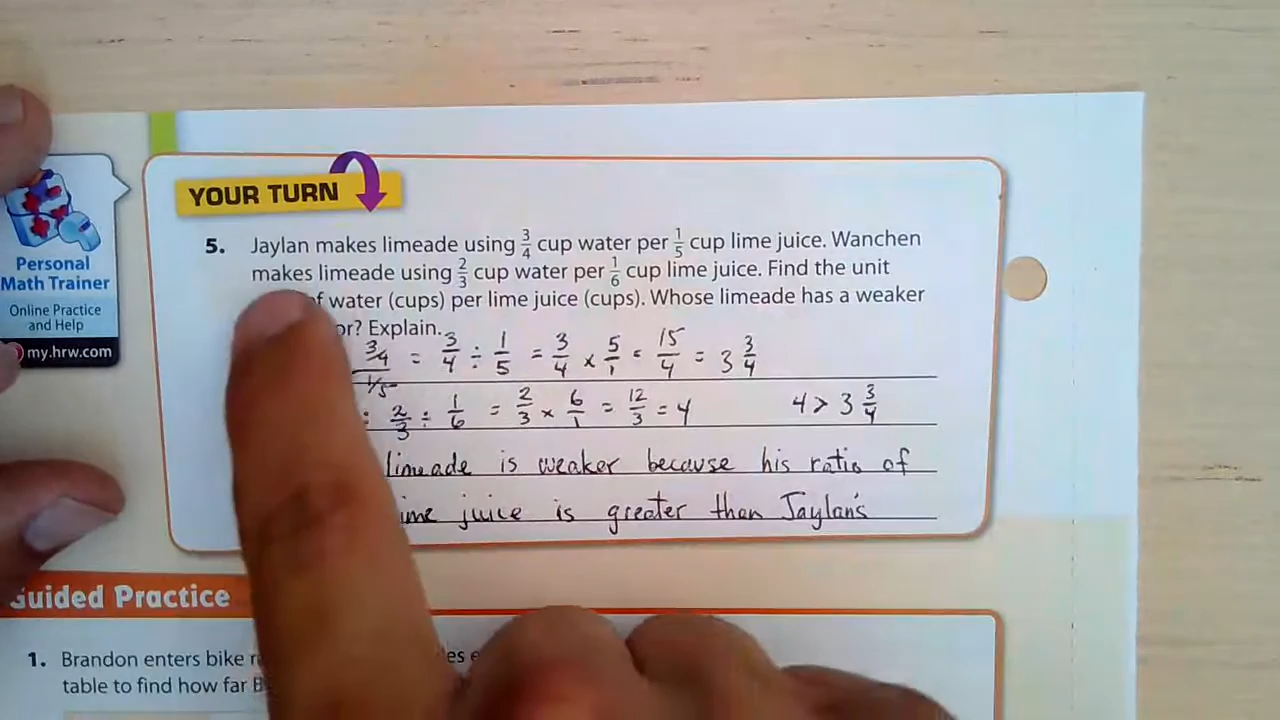 YOUR TURN
5. Jaylan makes limeade using 3/4 cup water per 1/5 cup lime juice. Wanchen
makes limeade using 2/3 cup water per 1/6 cup lime juice. Find the unit
of water (cups) per lime juice (cups). Whose limeade has a weaker
Explain.
3/4 / 1/5 = 3/4 ÷ 1/5 = 3/4 × 5/1 = 15/4 = 3 3/4
: 2/3 ÷ 1/6 = 2/3 × 6/1 = 12/3 = 4 4 > 3 3/4
limeade is weaker because his ratio of
juice is greater than Jaylan's
Personal
Math Trainer
Online Practice
and Help
my.hrw.com
Guided Practice
1. Brandon enters bike
table to find how far